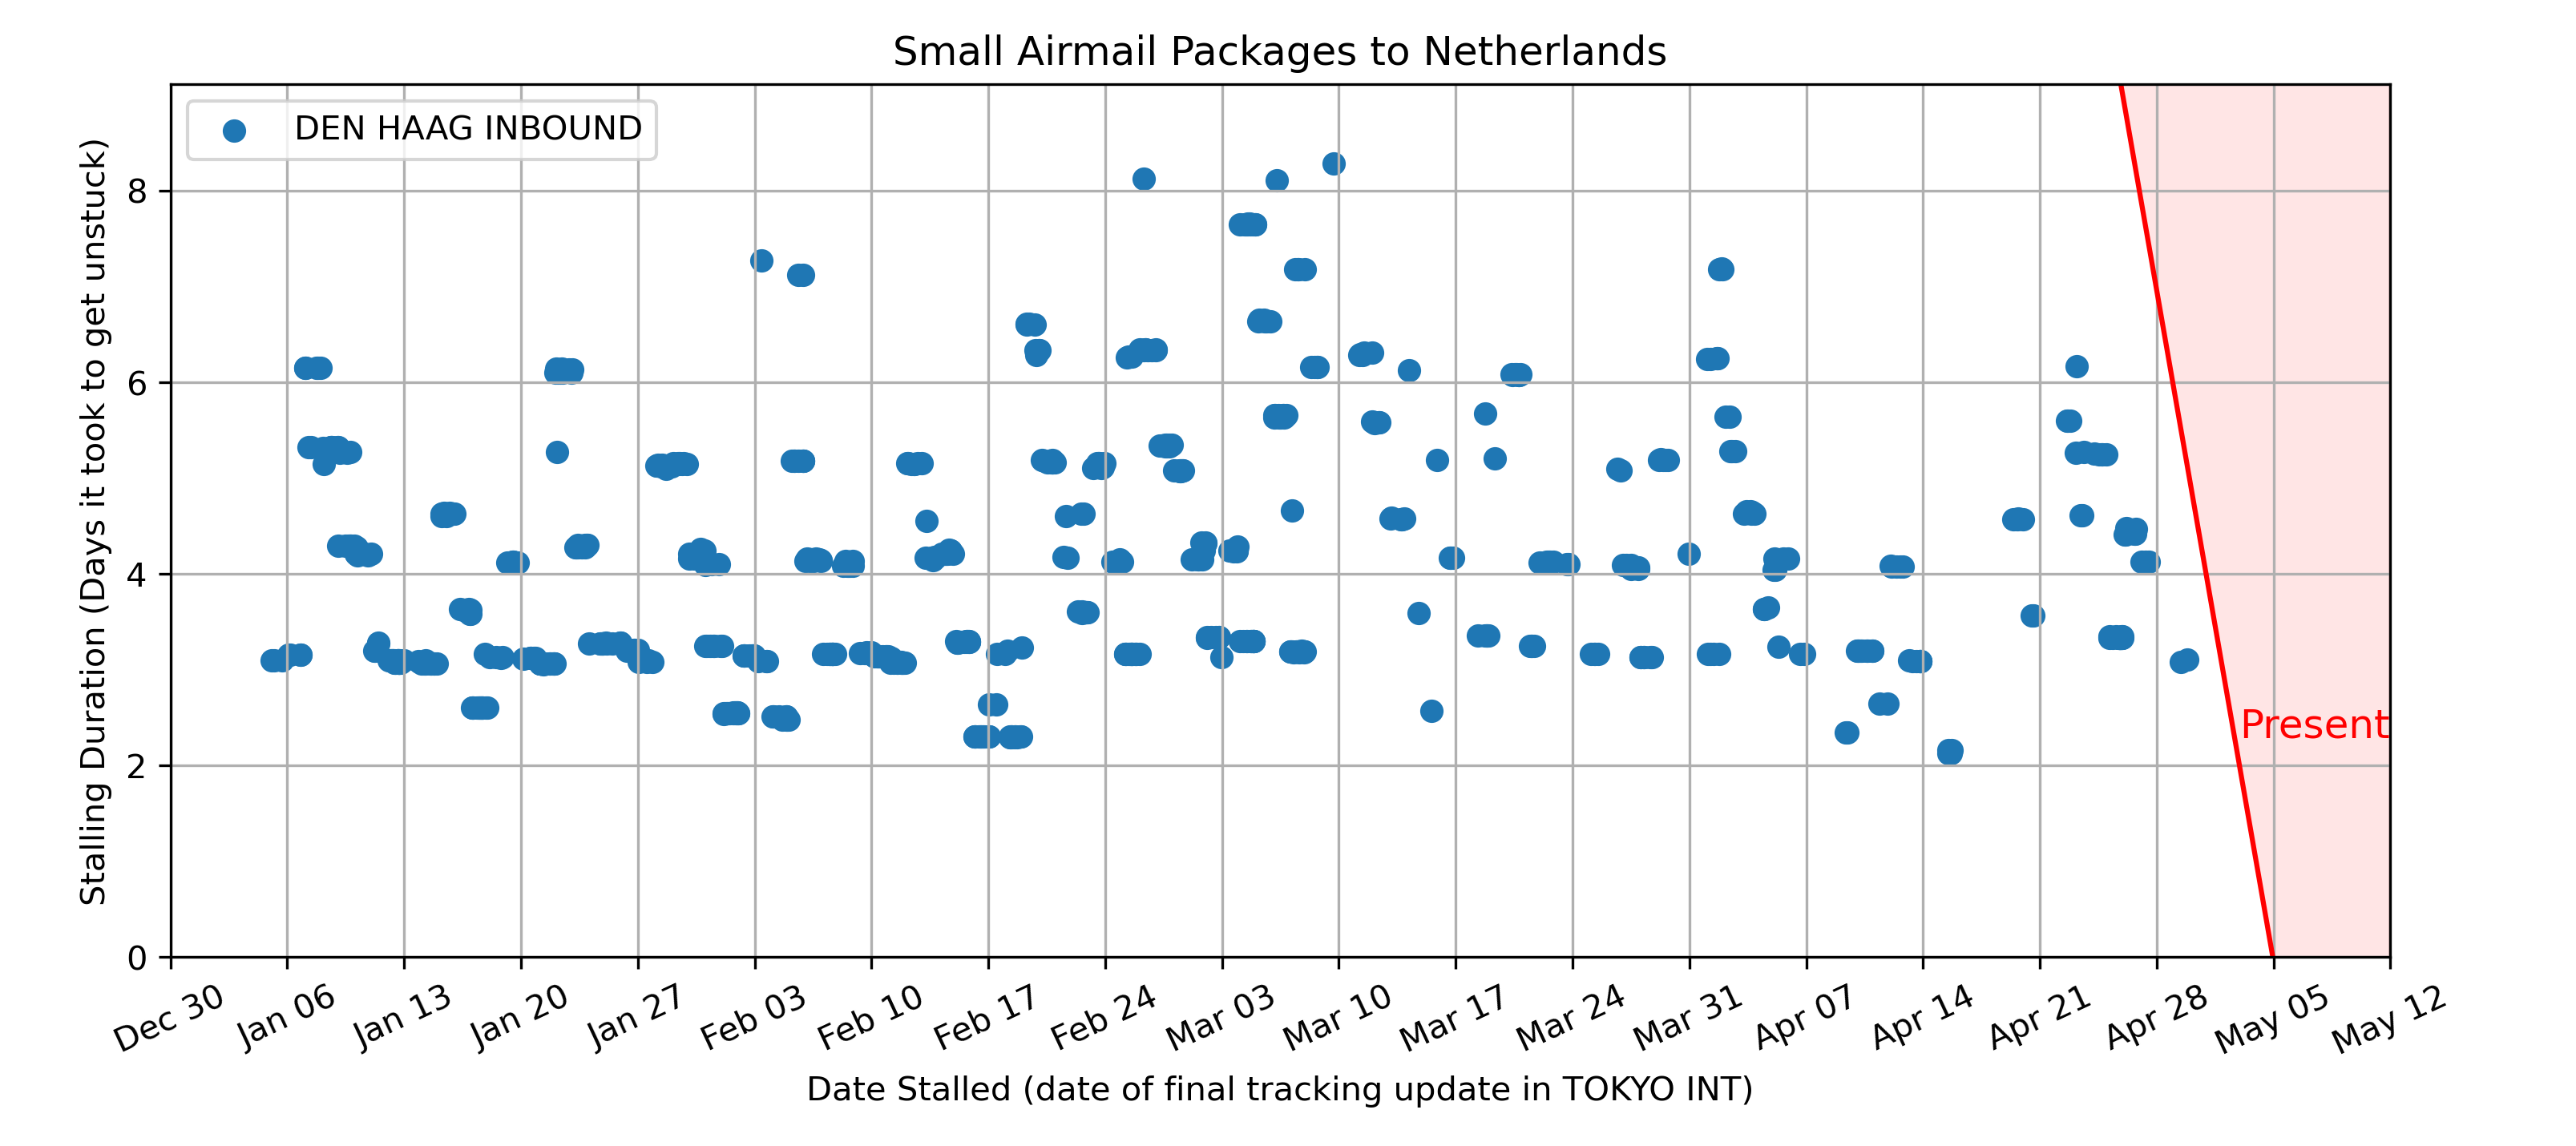 Small Airmail Packages to Netherlands
DEN HAAG INBOUND
Stalling Duration (Days it took to get unstuck)
8
6
4
2
0
Present
Dec 30 Jan 06 Jan 13 Jan 20 Jan 27 Feb 03 Feb 10 Feb 17 Feb 24 Mar 03 Mar 10 Mar 17 Mar 24 Mar 31 Apr 07 Apr 14 Apr 21 Apr 28 May 05 May 12
Date Stalled (date of final tracking update in TOKYO INT)